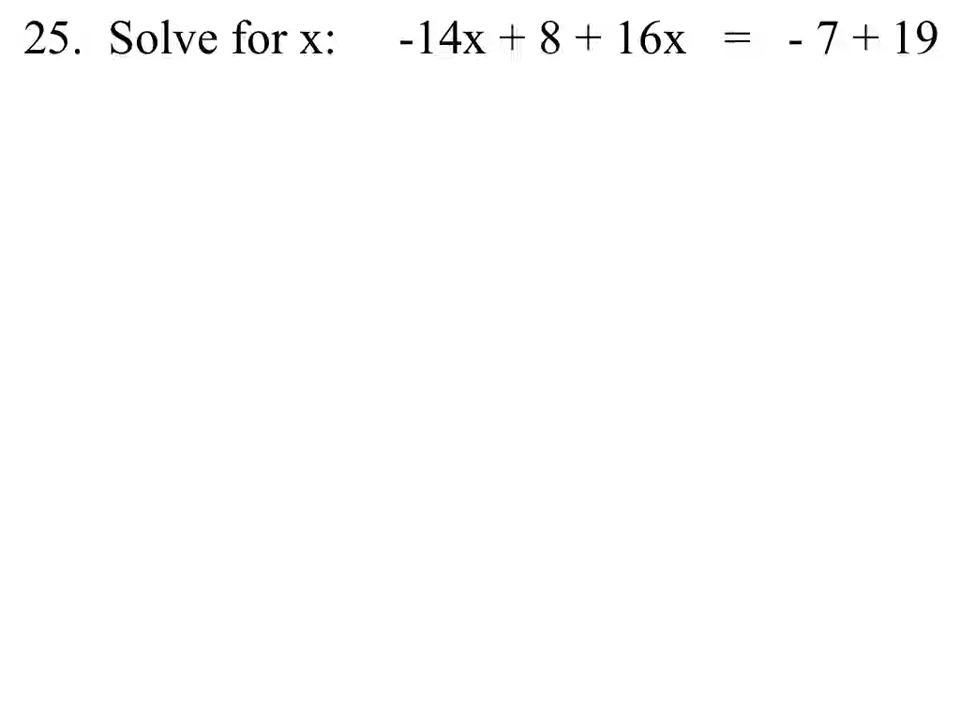 25. Solve for x: -14x + 8 + 16x = - 7 + 19